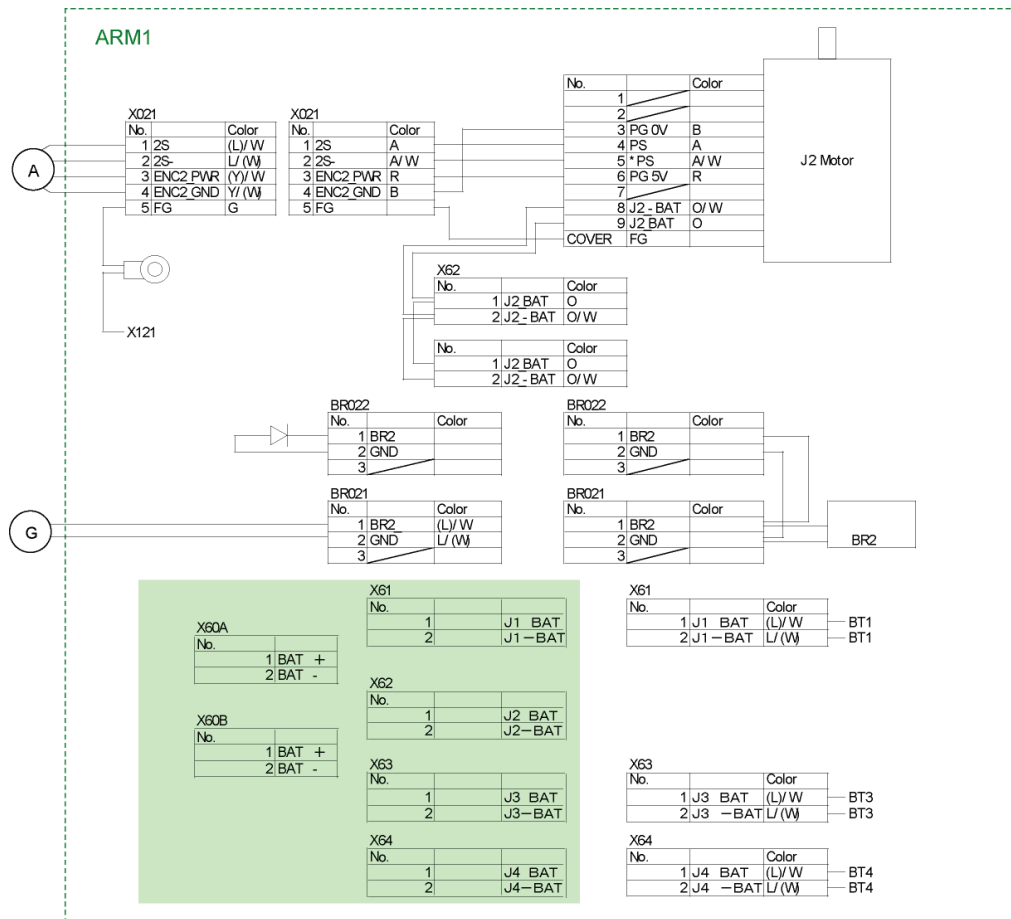 ARM1
X021
No. Color
1 2S (L)/W
2 2S- L/(W)
3 ENC2_PWR (Y)/W
4 ENC2_GND Y/(W)
5 FG G
X021
No. Color
1 2S A
2 2S- A/W
3 ENC2_PWR R
4 ENC2_GND B
5 FG
No. Color
1
2
3 PG 0V B
4 PS A
5 *PS A/W
6 PG 5V R
7
8 J2 - BAT O/W
9 J2_BAT O
COVER FG
J2 Motor
A
X121
X62
No. Color
1 J2_BAT O
2 J2_- BAT O/W
No. Color
1 J2 BAT O
2 J2_- BAT O/W
BR022
No. Color
1 BR2
2 GND
3
BR022
No. Color
1 BR2
2 GND
3
G
BR021
No. Color
1 BR2_ (L)/W
2 GND L/(W)
3
BR021
No. Color
1 BR2
2 GND
3
BR2
X60A
No.
1 BAT +
2 BAT -
X60B
No.
1 BAT +
2 BAT -
X61
No.
1 J1 BAT
2 J1-BAT
X62
No.
1 J2 BAT
2 J2-BAT
X63
No.
1 J3 BAT
2 J3-BAT
X64
No.
1 J4 BAT
2 J4-BAT
X61
No. Color
1 J1 BAT (L)/W BT1
2 J1-BAT L/(W) BT1
X63
No. Color
1 J3 BAT (L)/W BT3
2 J3 -BAT L/(W) BT3
X64
No. Color
1 J4 BAT (L)/W BT4
2 J4 -BAT L/(W) BT4